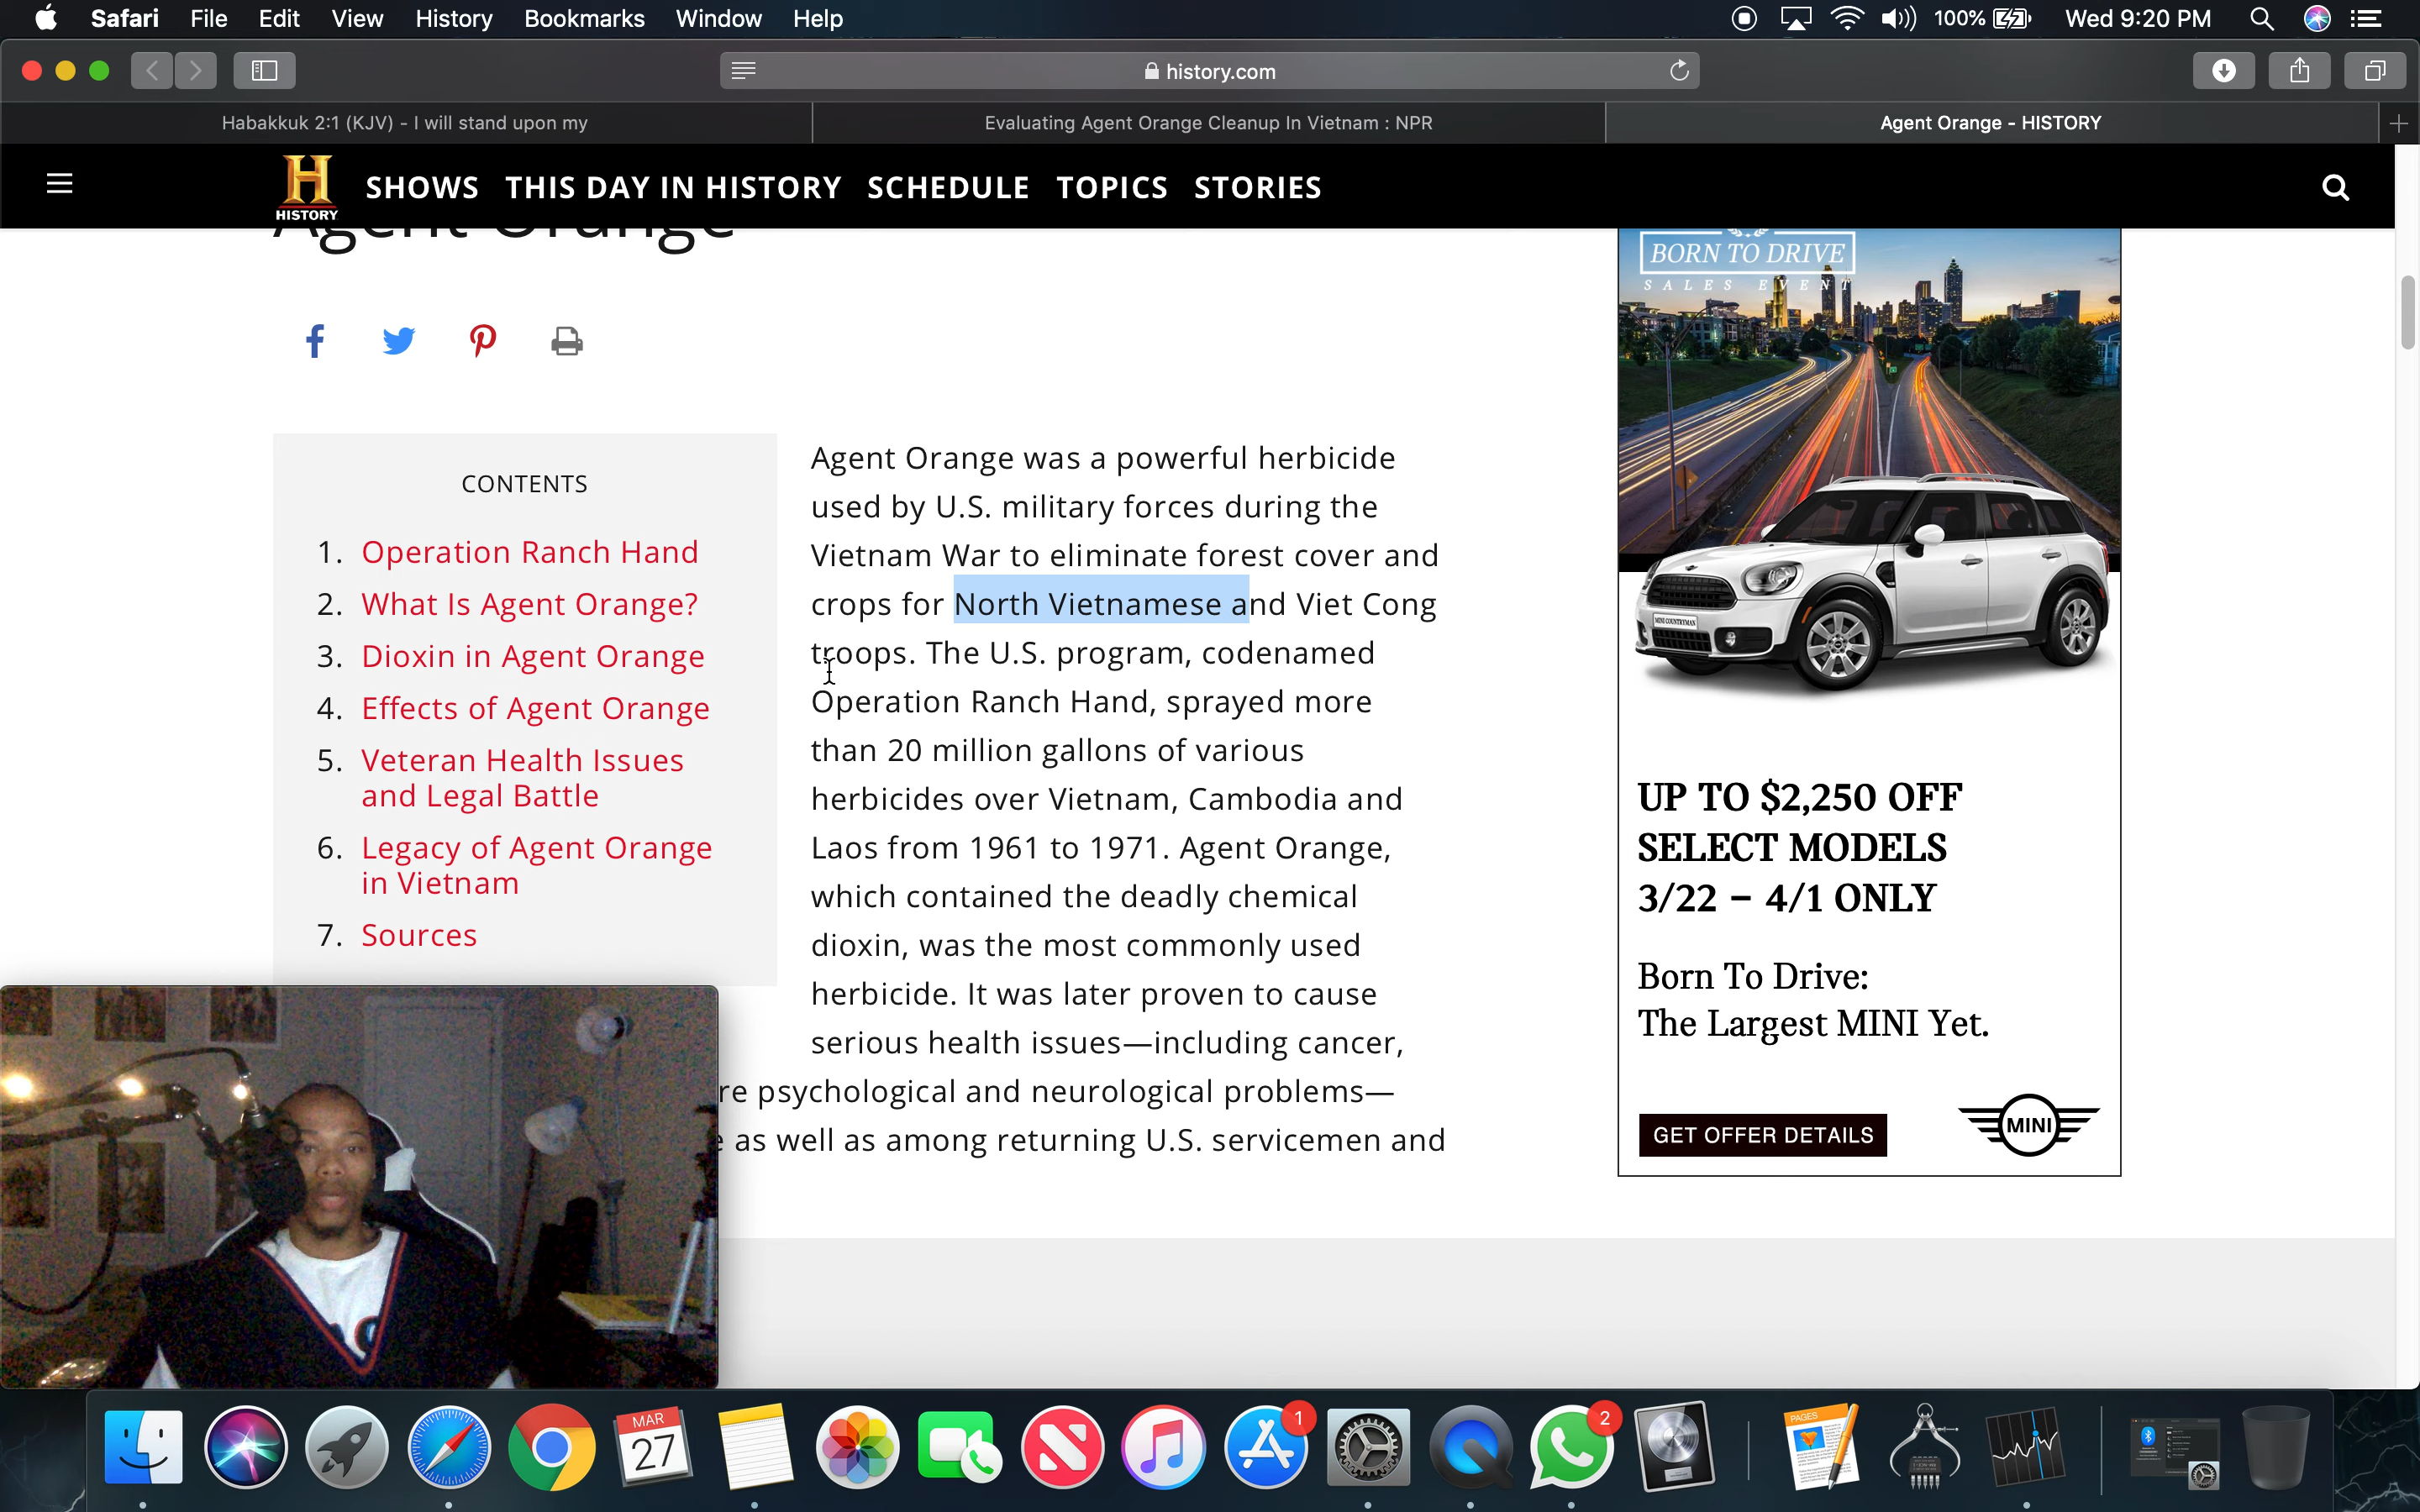 Safari File Edit View History Bookmarks Window Help 100% Wed 9:20 PM
history.com
Habakkuk 2:1 (KJV) - I will stand upon my
Evaluating Agent Orange Cleanup In Vietnam : NPR
Agent Orange - HISTORY
HISTORY
SHOWS THIS DAY IN HISTORY SCHEDULE TOPICS STORIES
Agent Orange
CONTENTS
1. Operation Ranch Hand
2. What Is Agent Orange?
3. Dioxin in Agent Orange
4. Effects of Agent Orange
5. Veteran Health Issues
and Legal Battle
6. Legacy of Agent Orange
in Vietnam
7. Sources
Agent Orange was a powerful herbicide
used by U.S. military forces during the
Vietnam War to eliminate forest cover and
crops for North Vietnamese and Viet Cong
troops. The U.S. program, codenamed
Operation Ranch Hand, sprayed more
than 20 million gallons of various
herbicides over Vietnam, Cambodia and
Laos from 1961 to 1971. Agent Orange,
which contained the deadly chemical
dioxin, was the most commonly used
herbicide. It was later proven to cause
serious health issues—including cancer,
re psychological and neurological problems—
e as well as among returning U.S. servicemen and
BORN TO DRIVE
SALES EVENT
MINI COUNTRYMAN
UP TO $2,250 OFF
SELECT MODELS
3/22 – 4/1 ONLY
Born To Drive:
The Largest MINI Yet.
GET OFFER DETAILS
MINI
MAR
27
1
2
PAGES